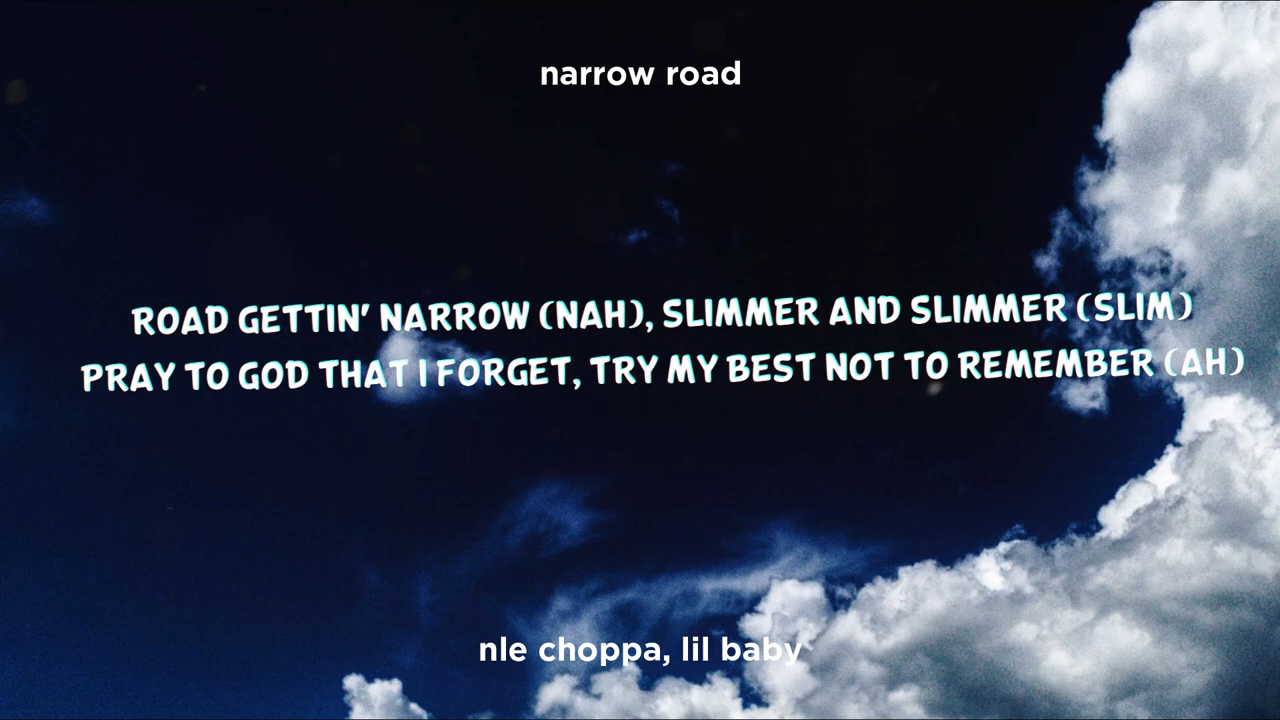 narrow road
ROAD GETTIN' NARROW (NAH), SLIMMER AND SLIMMER (SLIM)
PRAY TO GOD THAT I FORGET, TRY MY BEST NOT TO REMEMBER (AH)
nle choppa, lil baby